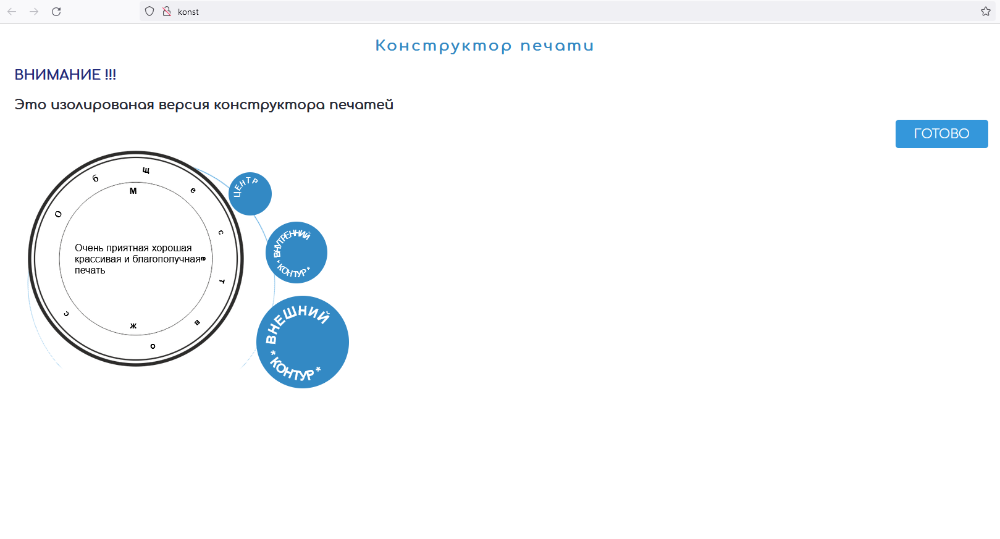 konst
Конструктор печати
ВНИМАНИЕ !!!
Это изолированая версия конструктора печатей
ГОТОВО
Обществос
М е ж
Очень приятная хорошая
крассивая и благополучная
печать
ЦЕНТР
ВНУТРЕННИЙ
* КОНТУР *
ВНЕШНИЙ
* КОНТУР *